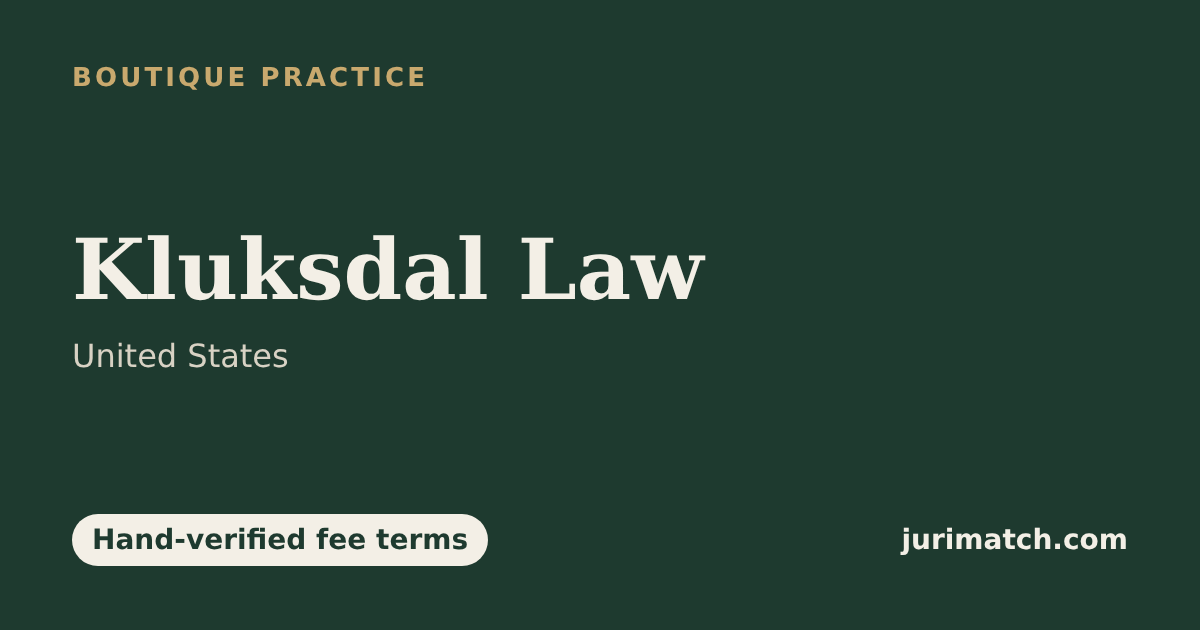 BOUTIQUE PRACTICE
Kluksdal Law
United States
Hand-verified fee terms
jurimatch.com